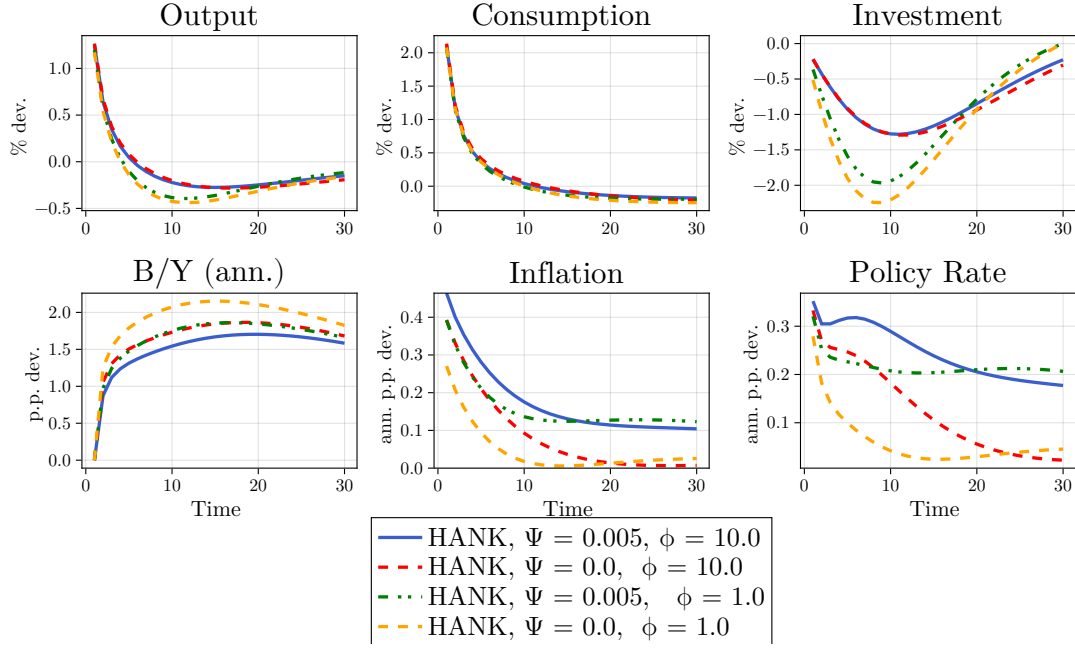 Output
Consumption
Investment
% dev.
1.0
0.5
0.0
−0.5
0
10
20
30
% dev.
2.0
1.5
1.0
0.5
0.0
0
10
20
30
% dev.
0.0
−0.5
−1.0
−1.5
−2.0
0
10
20
30
B/Y (ann.)
Inflation
Policy Rate
p.p. dev.
2.0
1.5
1.0
0.5
0.0
0
10
20
30
Time
ann. p.p. dev.
0.4
0.3
0.2
0.1
0.0
0
10
20
30
Time
ann. p.p. dev.
0.3
0.2
0.1
0
10
20
30
Time
HANK, Ψ = 0.005, ϕ = 10.0
HANK, Ψ = 0.0, ϕ = 10.0
HANK, Ψ = 0.005, ϕ = 1.0
HANK, Ψ = 0.0, ϕ = 1.0